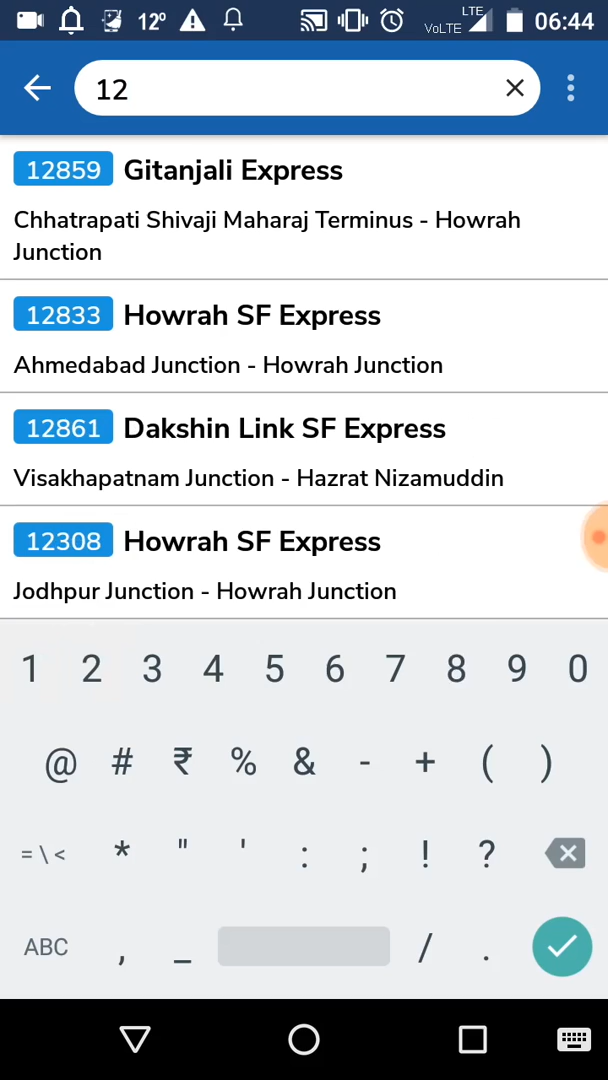 12° VoLTE LTE 06:44
12
12859 Gitanjali Express
Chhatrapati Shivaji Maharaj Terminus - Howrah
Junction
12833 Howrah SF Express
Ahmedabad Junction - Howrah Junction
12861 Dakshin Link SF Express
Visakhapatnam Junction - Hazrat Nizamuddin
12308 Howrah SF Express
Jodhpur Junction - Howrah Junction
1 2 3 4 5 6 7 8 9 0
@ # ₹ % & - + ( )
= \ < * " ' : ; ! ?
ABC , _ / .